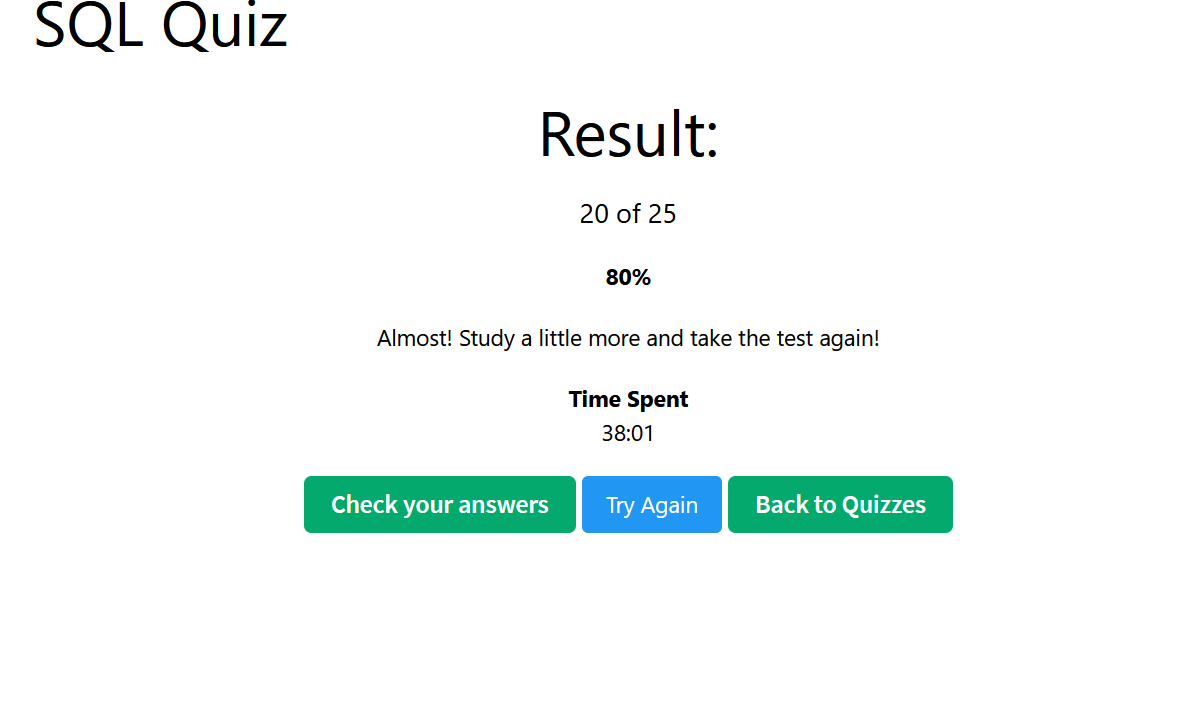 SQL Quiz
Result:
20 of 25
80%
Almost! Study a little more and take the test again!
Time Spent
38:01
Check your answers
Try Again
Back to Quizzes